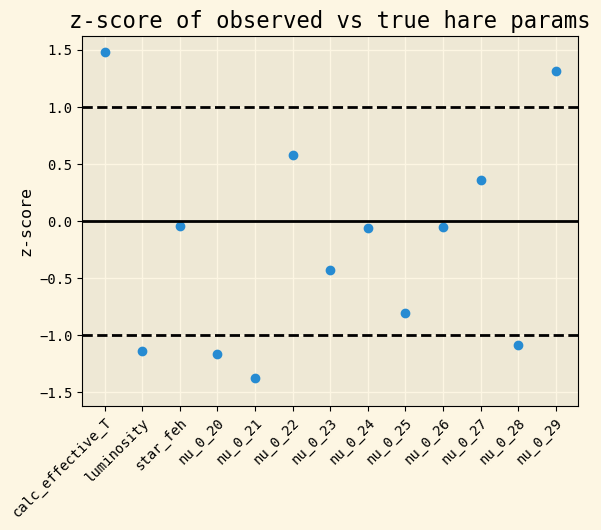 z-score of observed vs true hare params
z-score
1.5
1.0
0.5
0.0
−0.5
−1.0
−1.5
calc_effective_T
luminosity
star_feh
nu_0_20
nu_0_21
nu_0_22
nu_0_23
nu_0_24
nu_0_25
nu_0_26
nu_0_27
nu_0_28
nu_0_29